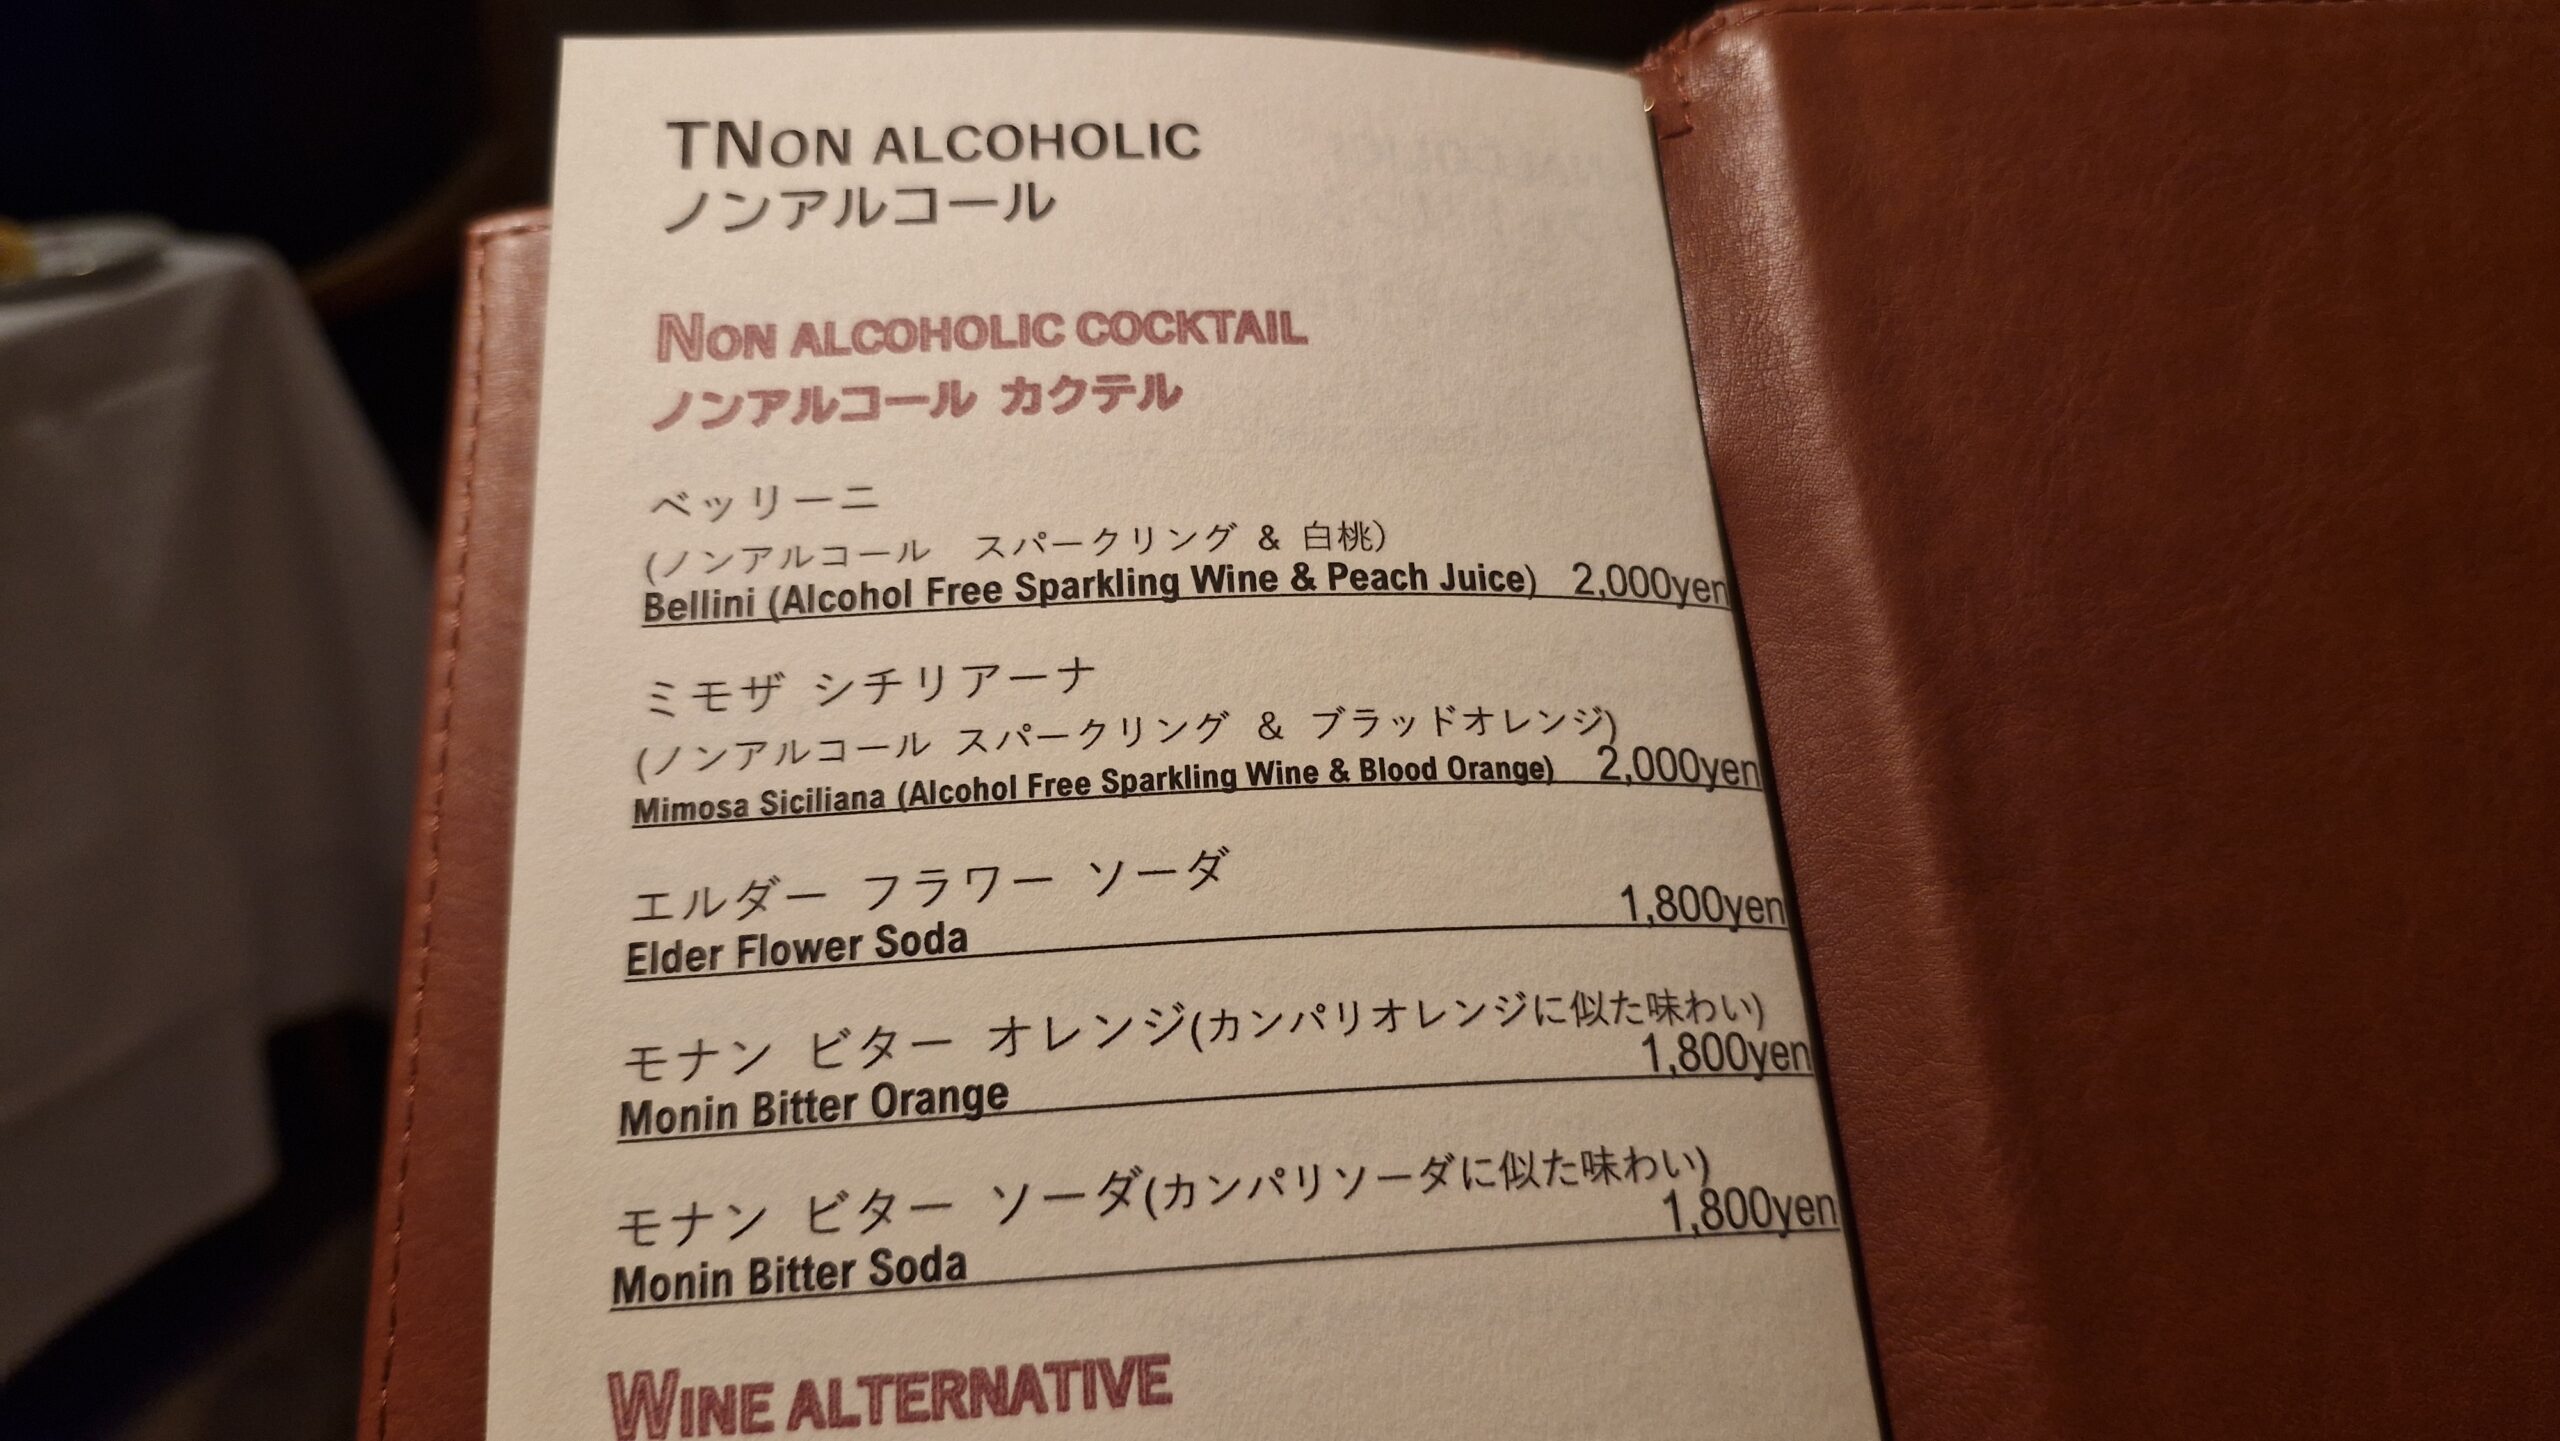 TNON ALCOHOLIC
ノンアルコール
NON ALCOHOLIC COCKTAIL
ノンアルコール カクテル
ベッリーニ
(ノンアルコール スパークリング & 白桃)
Bellini (Alcohol Free Sparkling Wine & Peach Juice) 2,000yen
ミモザ シチリアーナ
(ノンアルコール スパークリング & ブラッドオレンジ)
Mimosa Siciliana (Alcohol Free Sparkling Wine & Blood Orange) 2,000yen
エルダー フラワー ソーダ
Elder Flower Soda 1,800yen
モナン ビター オレンジ(カンパリオレンジに似た味わい)
Monin Bitter Orange 1,800yen
モナン ビター ソーダ(カンパリソーダに似た味わい)
Monin Bitter Soda 1,800yen
WINE ALTERNATIVE